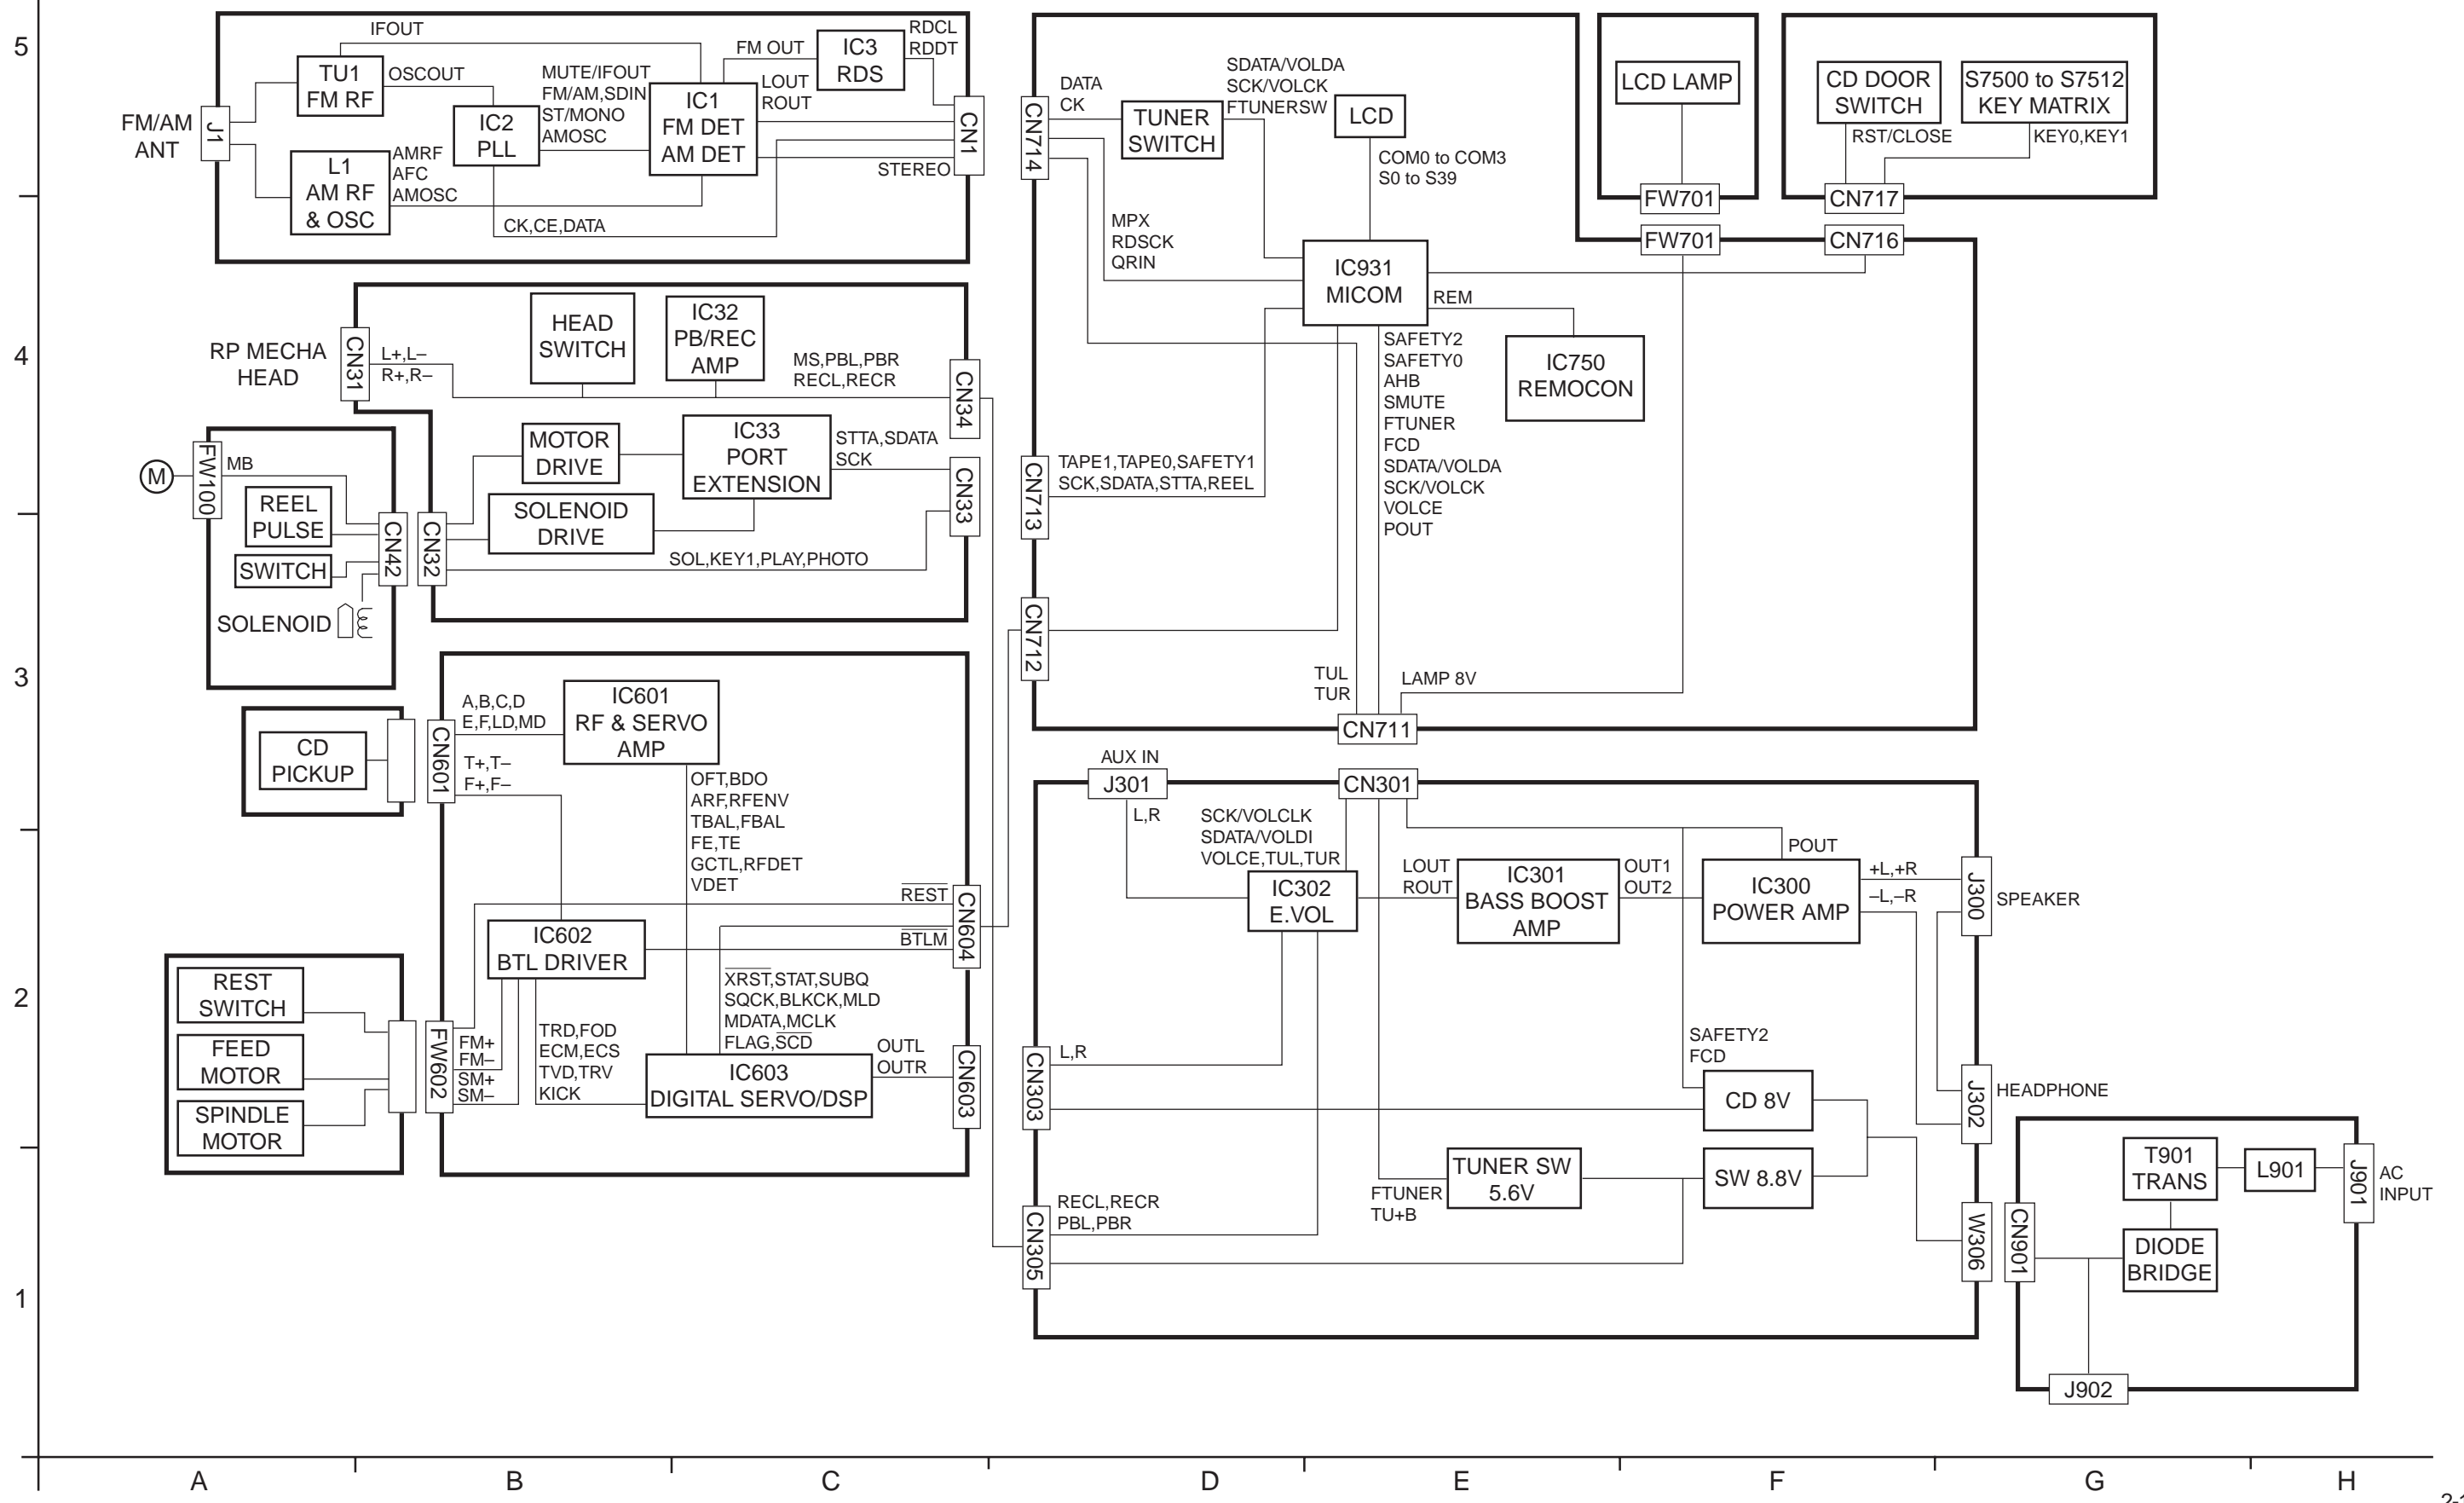 5
4
3
2
1
FM/AM
ANT
J1
IFOUT
TU1
FM RF
OSCOUT
L1
AM RF
& OSC
AMRF
AFC
AMOSC
IC2
PLL
MUTE/IFOUT
FM/AM,SDIN
ST/MONO
AMOSC
CK,CE,DATA
IC1
FM DET
AM DET
FM OUT
LOUT
ROUT
IC3
RDS
RDCL
RDDT
STEREO
CN1
RP MECHA
HEAD
CN31
L+,L–
R+,R–
HEAD
SWITCH
IC32
PB/REC
AMP
MS,PBL,PBR
RECL,RECR
CN34
MOTOR
DRIVE
IC33
PORT
EXTENSION
STTA,SDATA
SCK
CN33
SOLENOID
DRIVE
SOL,KEY1,PLAY,PHOTO
CN32
M
FW100
MB
REEL
PULSE
SWITCH
SOLENOID
CN42
CD
PICKUP
CN601
A,B,C,D
E,F,LD,MD
T+,T–
F+,F–
IC601
RF & SERVO
AMP
OFT,BDO
ARF,RFENV
TBAL,FBAL
FE,TE
GCTL,RFDET
VDET
REST
BTLM
CN604
IC602
BTL DRIVER
XRST,STAT,SUBQ
SQCK,BLKCK,MLD
MDATA,MCLK
FLAG,SCD
REST
SWITCH
FEED
MOTOR
SPINDLE
MOTOR
FW602
FM+
FM–
SM+
SM–
TRD,FOD
ECM,ECS
TVD,TRV
KICK
IC603
DIGITAL SERVO/DSP
OUTL
OUTR
CN603
CN714
DATA
CK
TUNER
SWITCH
SDATA/VOLDA
SCK/VOLCK
FTUNERSW
LCD
COM0 to COM3
S0 to S39
MPX
RDSCK
QRIN
IC931
MICOM
REM
IC750
REMOCON
SAFETY2
SAFETY0
AHB
SMUTE
FTUNER
FCD
SDATA/VOLDA
SCK/VOLCK
VOLCE
POUT
CN713
TAPE1,TAPE0,SAFETY1
SCK,SDATA,STTA,REEL
CN712
TUL
TUR
LAMP 8V
CN711
LCD LAMP
FW701
FW701
CD DOOR
SWITCH
S7500 to S7512
KEY MATRIX
RST/CLOSE
KEY0,KEY1
CN717
CN716
AUX IN
J301
L,R
CN301
SCK/VOLCLK
SDATA/VOLDI
VOLCE,TUL,TUR
IC302
E.VOL
LOUT
ROUT
IC301
BASS BOOST
AMP
OUT1
OUT2
POUT
IC300
POWER AMP
+L,+R
–L,–R
J300
SPEAKER
CN303
L,R
SAFETY2
FCD
CD 8V
J302
HEADPHONE
TUNER SW
5.6V
SW 8.8V
FTUNER
TU+B
CN305
RECL,RECR
PBL,PBR
W306
CN901
T901
TRANS
L901
J901
AC
INPUT
DIODE
BRIDGE
J902
A
B
C
D
E
F
G
H